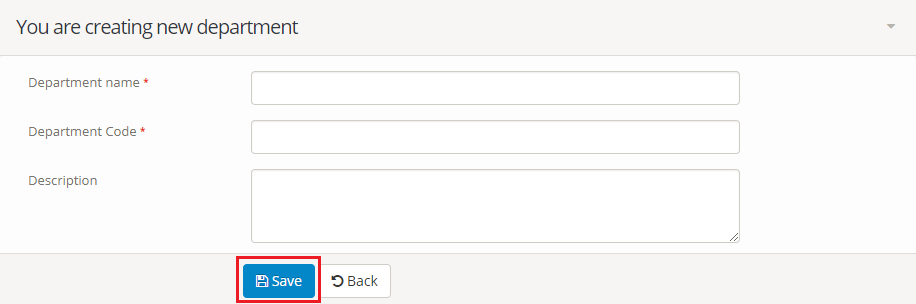 You are creating new department
Department name *
Department Code *
Description
Save Back